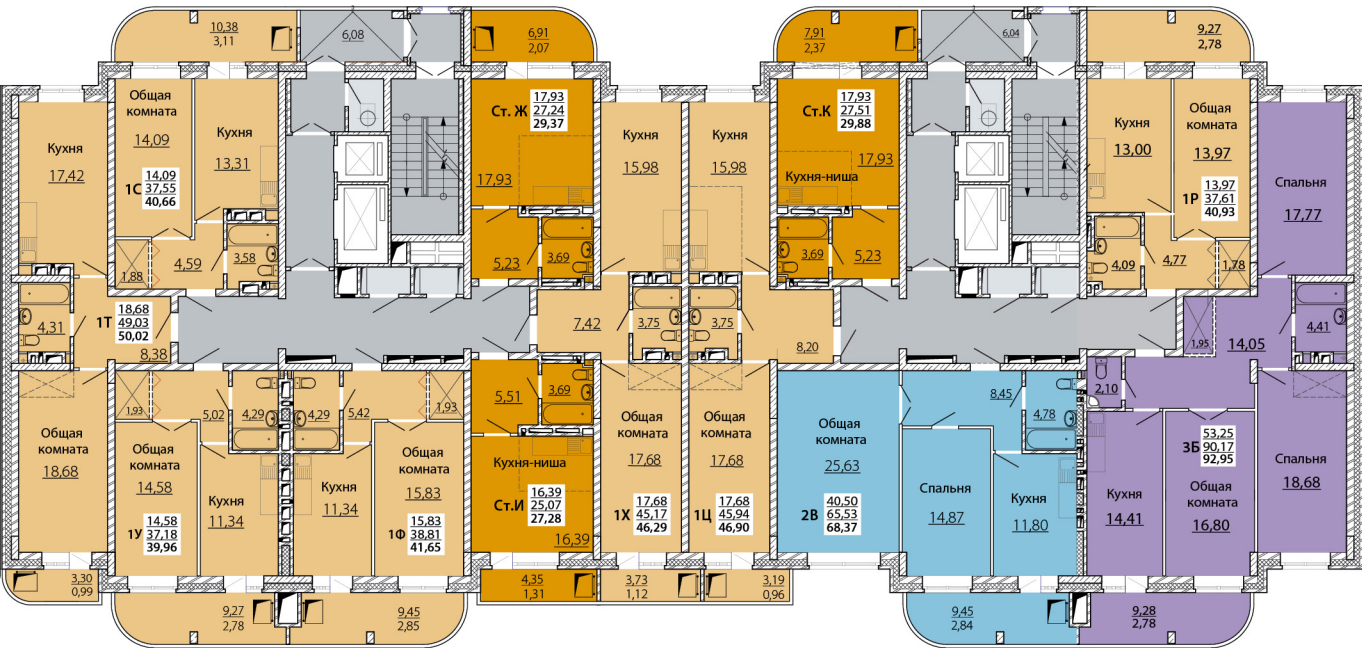 10,38
3,11
6,08
6,91
2,07
7,91
2,37
6,04
9,27
2,78
Кухня
17,42
Общая
комната
14,09
1С
14,09
37,55
40,66
Кухня
13,31
1,88
4,59
3,58
Ст. Ж
17,93
27,24
29,37
17,93
5,23
3,69
Кухня
15,98
Кухня
15,98
Ст.К
17,93
27,51
29,88
17,93
Кухня-ниша
3,69
5,23
Кухня
13,00
Общая
комната
13,97
1Р
13,97
37,61
40,93
4,09
4,77
1,78
Спальня
17,77
4,31
1Т
18,68
49,03
50,02
8,38
7,42
3,75
3,75
8,20
1,95
14,05
4,41
Общая
комната
18,68
1,93
5,02
4,29
4,29
5,42
1,93
Общая
комната
14,58
1У
14,58
37,18
39,96
Кухня
11,34
Кухня
11,34
Общая
комната
15,83
1Ф
15,83
38,81
41,65
5,51
3,69
Кухня-ниша
Ст.И
16,39
25,07
27,28
16,39
Общая
комната
17,68
1Х
17,68
45,17
46,29
Общая
комната
17,68
1Ц
17,68
45,94
46,90
Общая
комната
25,63
2В
40,50
65,53
68,37
8,45
4,78
Спальня
14,87
Кухня
11,80
2,10
Кухня
14,41
3Б
53,25
90,17
92,95
Общая
комната
16,80
Спальня
18,68
3,30
0,99
9,27
2,78
9,45
2,85
4,35
1,31
3,73
1,12
3,19
0,96
9,45
2,84
9,28
2,78